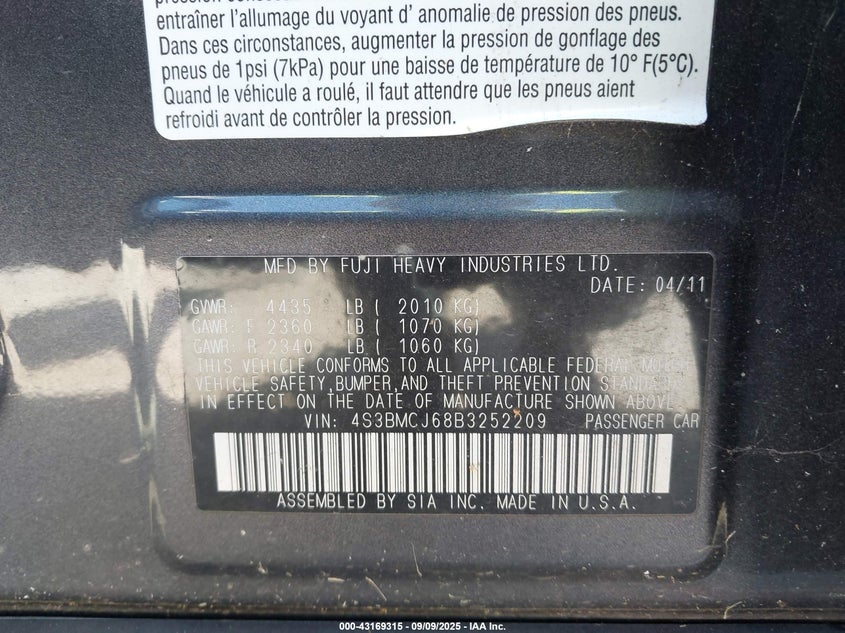 entraîner l'allumage du voyant d' anomalie de pression des pneus.
Dans ces circonstances, augmenter la pression de gonflage des
pneus de 1psi (7kPa) pour une baisse de température de 10° F(5°C).
Quand le véhicule a roulé, il faut attendre que les pneus aient
refroidi avant de contrôler la pression.
MFD BY FUJI HEAVY INDUSTRIES LTD.
DATE: 04/11
GVWR: 4435 LB ( 2010 KG)
GAWR: F 2360 LB ( 1070 KG)
GAWR: R 2340 LB ( 1060 KG)
THIS VEHICLE CONFORMS TO ALL APPLICABLE FEDERAL MOTOR
VEHICLE SAFETY,BUMPER,AND THEFT PREVENTION STANDARDS
IN EFFECT ON THE DATE OF MANUFACTURE SHOWN ABOVE.
VIN: 4S3BMCJ68B3252209 PASSENGER CAR
ASSEMBLED BY SIA INC. MADE IN U.S.A.
000-43169315 - 09/09/2025 - IAA Inc.